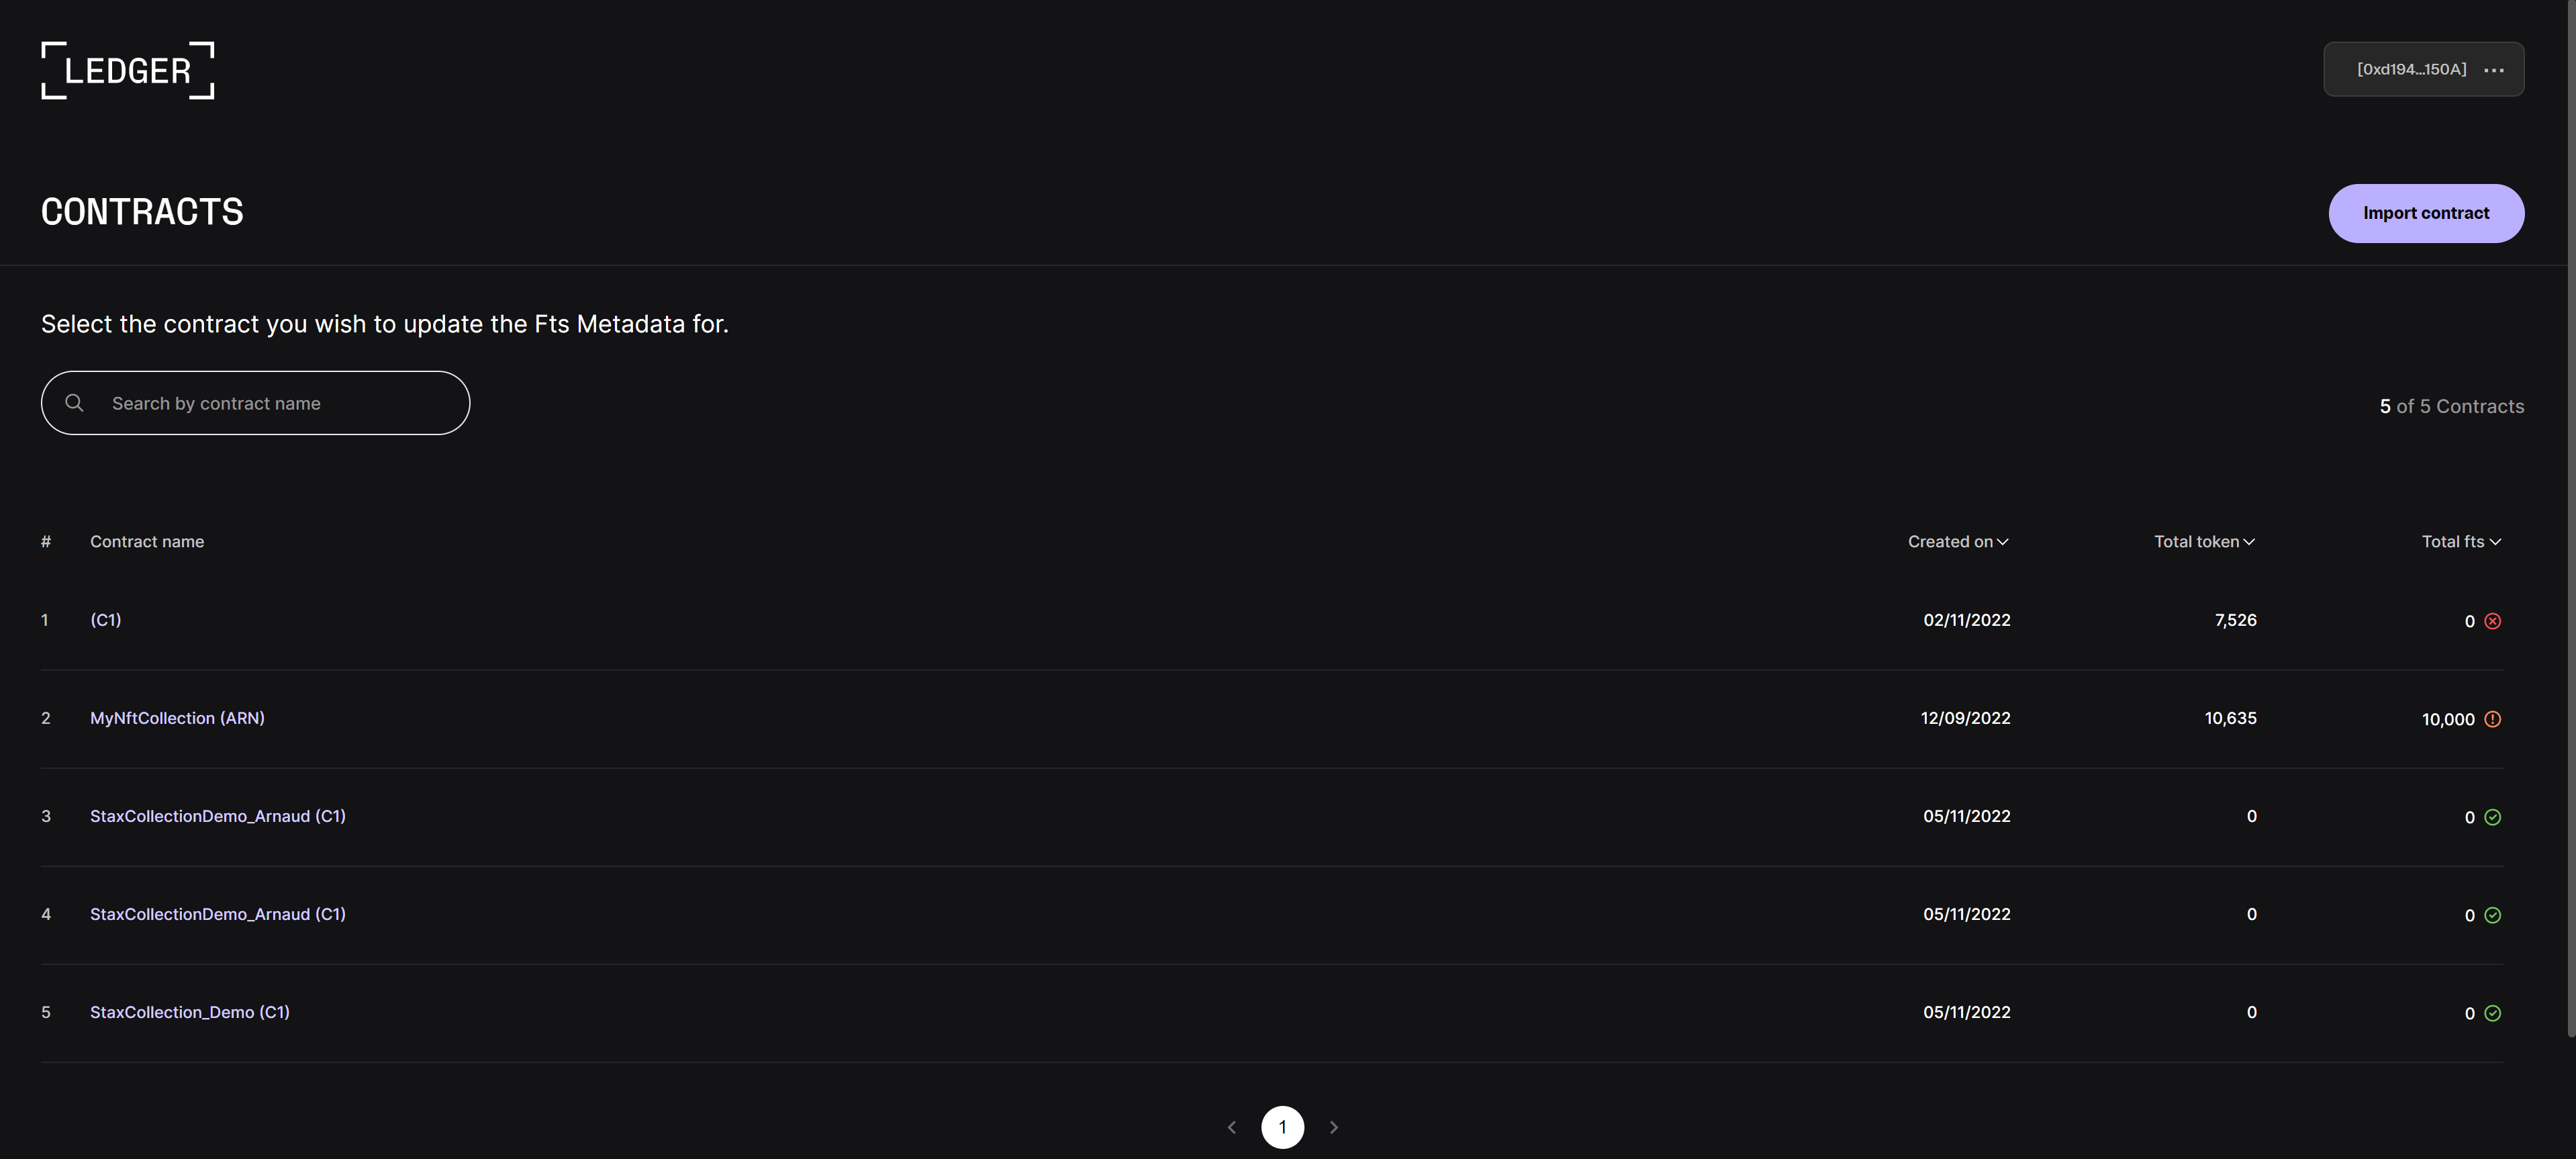 LEDGER
[0xd194...150A] ...
CONTRACTS
Import contract
Select the contract you wish to update the Fts Metadata for.
Search by contract name
5 of 5 Contracts
# Contract name Created on Total token Total fts
1 (C1) 02/11/2022 7,526 0
2 MyNftCollection (ARN) 12/09/2022 10,635 10,000
3 StaxCollectionDemo_Arnaud (C1) 05/11/2022 0 0
4 StaxCollectionDemo_Arnaud (C1) 05/11/2022 0 0
5 StaxCollection_Demo (C1) 05/11/2022 0 0
1